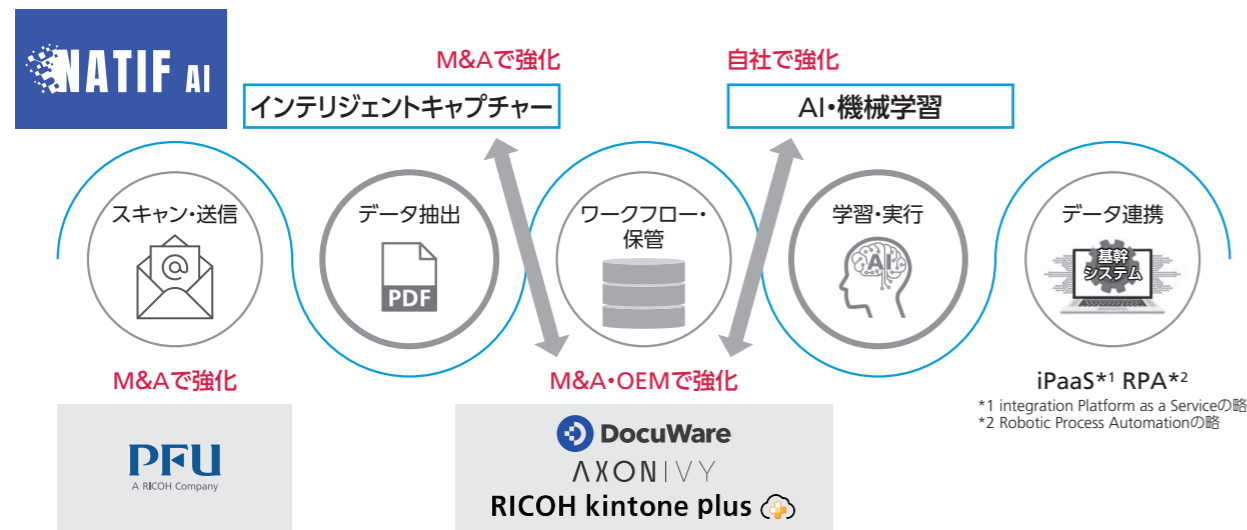 NATIF AI
M&Aで強化
自社で強化
インテリジェントキャプチャー
AI・機械学習
スキャン・送信
@
データ抽出
PDF
ワークフロー・
保管
学習・実行
AI
データ連携
基幹
システム
M&Aで強化
M&A・OEMで強化
iPaaS*1 RPA*2
*1 integration Platform as a Serviceの略
*2 Robotic Process Automationの略
PFU
A RICOH Company
DocuWare
AXONIVY
RICOH kintone plus